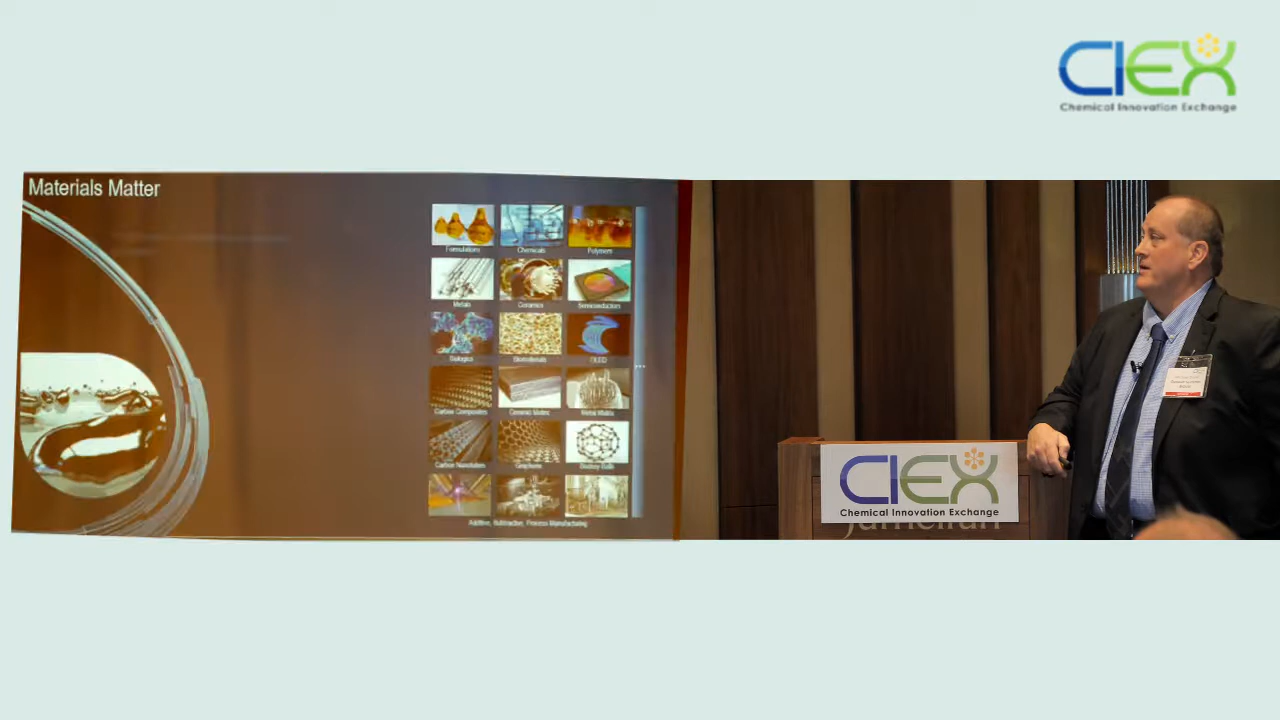 CIEX
Chemical Innovation Exchange
Materials Matter
Formulations
Chemicals
Polymers
Metals
Ceramics
Semiconductors
Biologics
Biomaterials
OLED
Carbon Composites
Ceramic Matrix
Metal Matrix
Carbon Nanotubes
Graphene
Buckey Balls
Additive, Subtractive, Process Manufacturing
CIEX
Chemical Innovation Exchange
Jumeirah